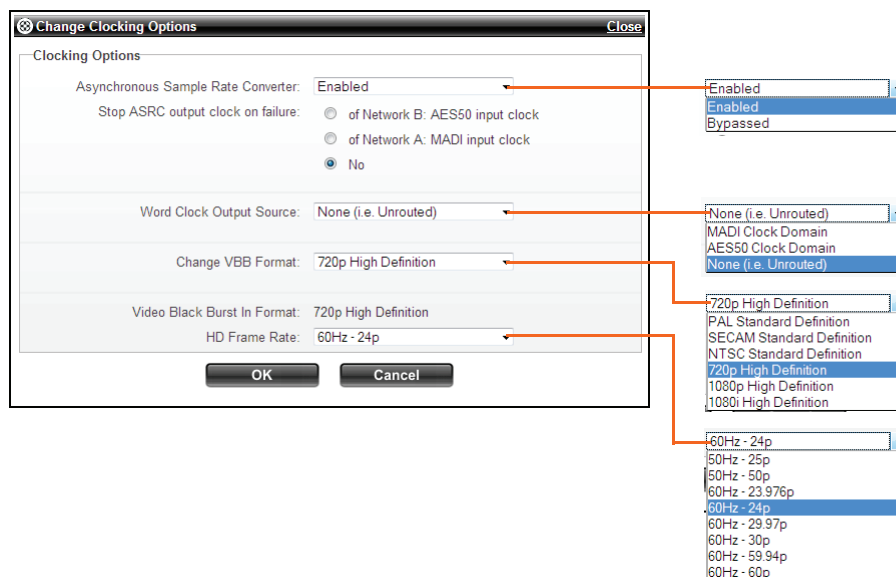 Change Clocking Options
Close
Clocking Options
Asynchronous Sample Rate Converter: Enabled
Stop ASRC output clock on failure: of Network B: AES50 input clock
of Network A: MADI input clock
No
Word Clock Output Source: None (i.e. Unrouted)
Change VBB Format: 720p High Definition
Video Black Burst In Format: 720p High Definition
HD Frame Rate: 60Hz - 24p
OK
Cancel
Enabled
Enabled
Bypassed
None (i.e. Unrouted)
MADI Clock Domain
AES50 Clock Domain
None (i.e. Unrouted)
720p High Definition
PAL Standard Definition
SECAM Standard Definition
NTSC Standard Definition
720p High Definition
1080p High Definition
1080i High Definition
60Hz - 24p
50Hz - 25p
50Hz - 50p
60Hz - 23.976p
60Hz - 24p
60Hz - 29.97p
60Hz - 30p
60Hz - 59.94p
60Hz - 60p